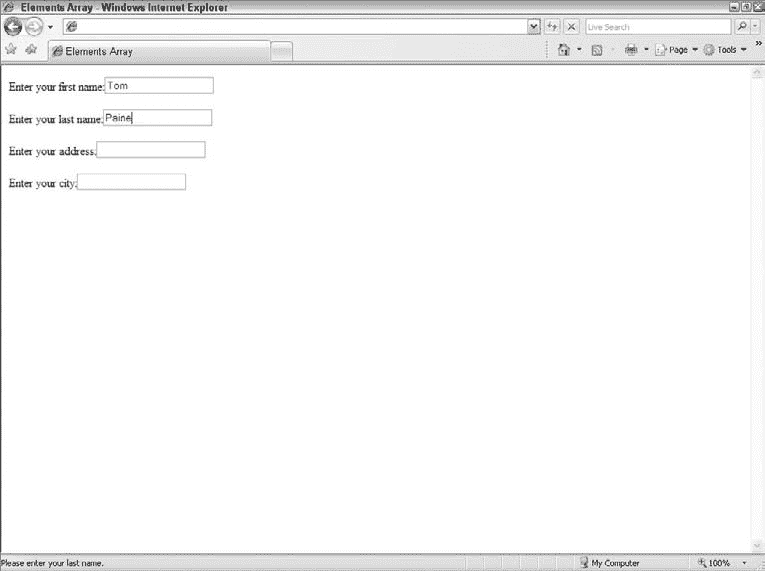 Elements Array - Windows Internet Explorer
Live Search
Elements Array
Page
Tools
»
Enter your first name: Tom
Enter your last name: Paine
Enter your address:
Enter your city:
Please enter your last name.
My Computer
100%